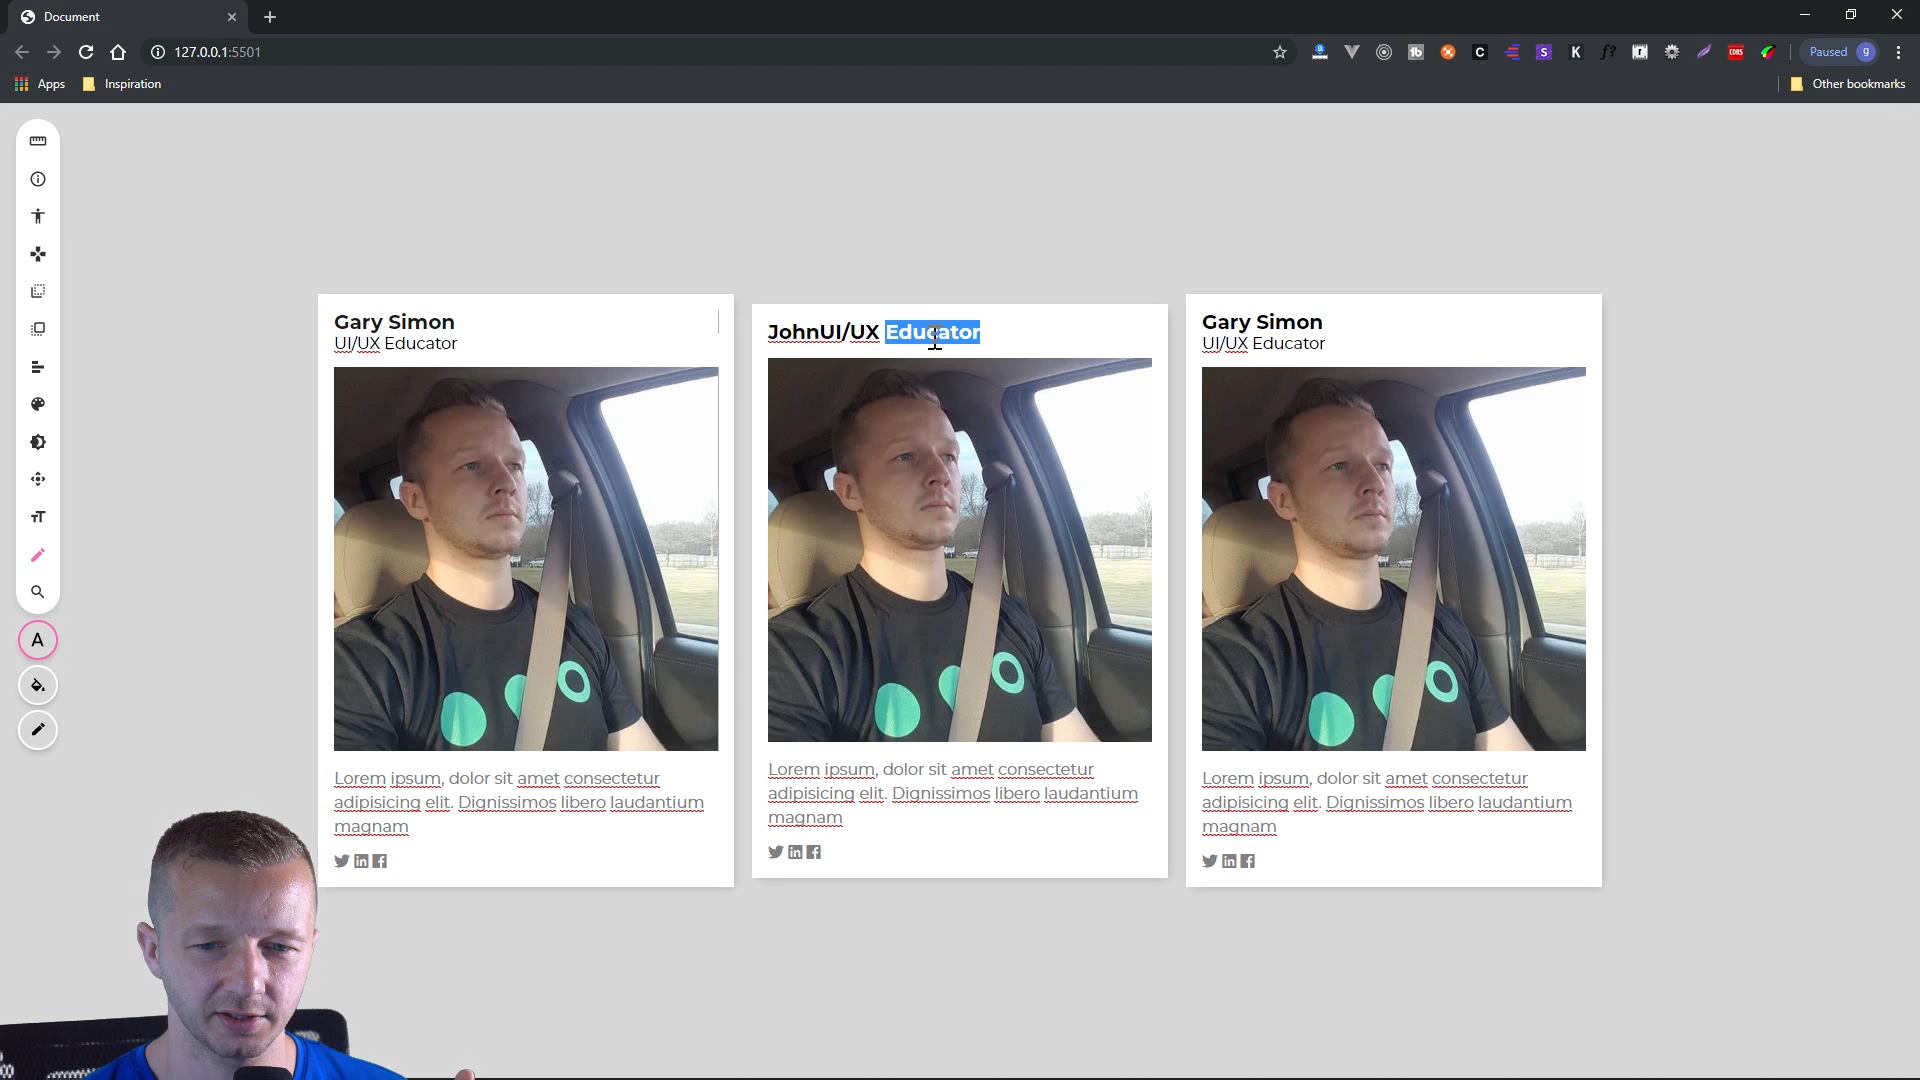 Document
127.0.0.1:5501
Paused g
Apps
Inspiration
Other bookmarks
Gary Simon
UI/UX Educator
Lorem ipsum, dolor sit amet consectetur
adipisicing elit. Dignissimos libero laudantium
magnam
JohnUI/UX Educator
Lorem ipsum, dolor sit amet consectetur
adipisicing elit. Dignissimos libero laudantium
magnam
Gary Simon
UI/UX Educator
Lorem ipsum, dolor sit amet consectetur
adipisicing elit. Dignissimos libero laudantium
magnam
A